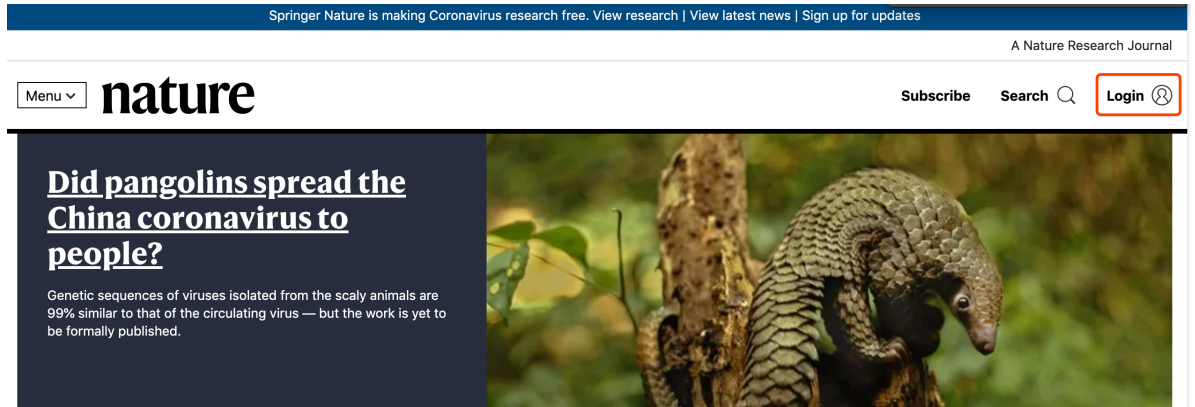 Springer Nature is making Coronavirus research free. View research | View latest news | Sign up for updates
A Nature Research Journal
Menu nature Subscribe Search Login
Did pangolins spread the
China coronavirus to
people?
Genetic sequences of viruses isolated from the scaly animals are
99% similar to that of the circulating virus — but the work is yet to
be formally published.